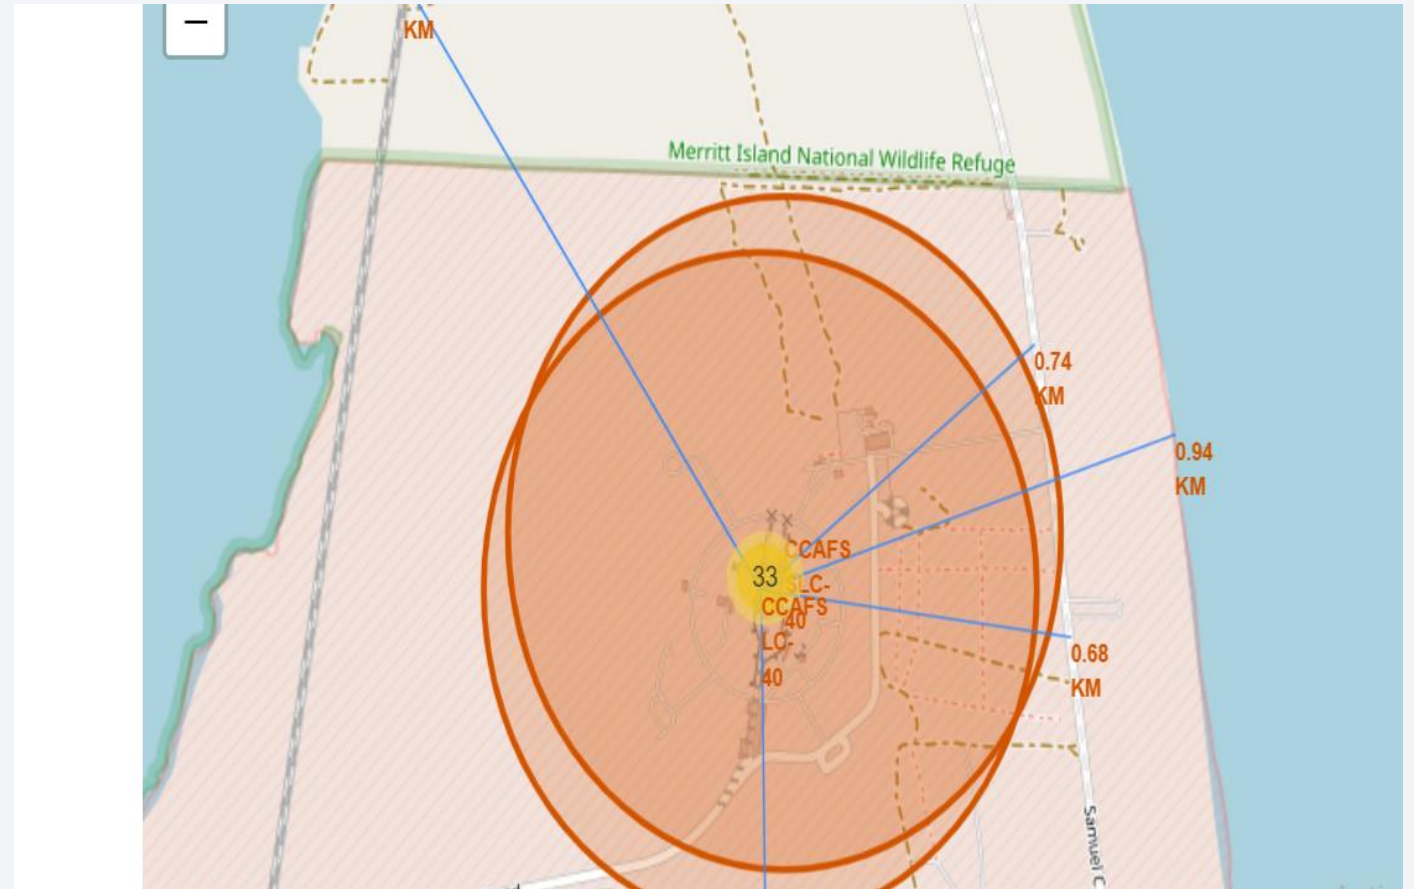 −
KM
Merritt Island National Wildlife Refuge
0.74
KM
0.94
KM
CCAFS
33
SLC-
CCAFS
40
LC-
40
0.68
KM
Samuel C